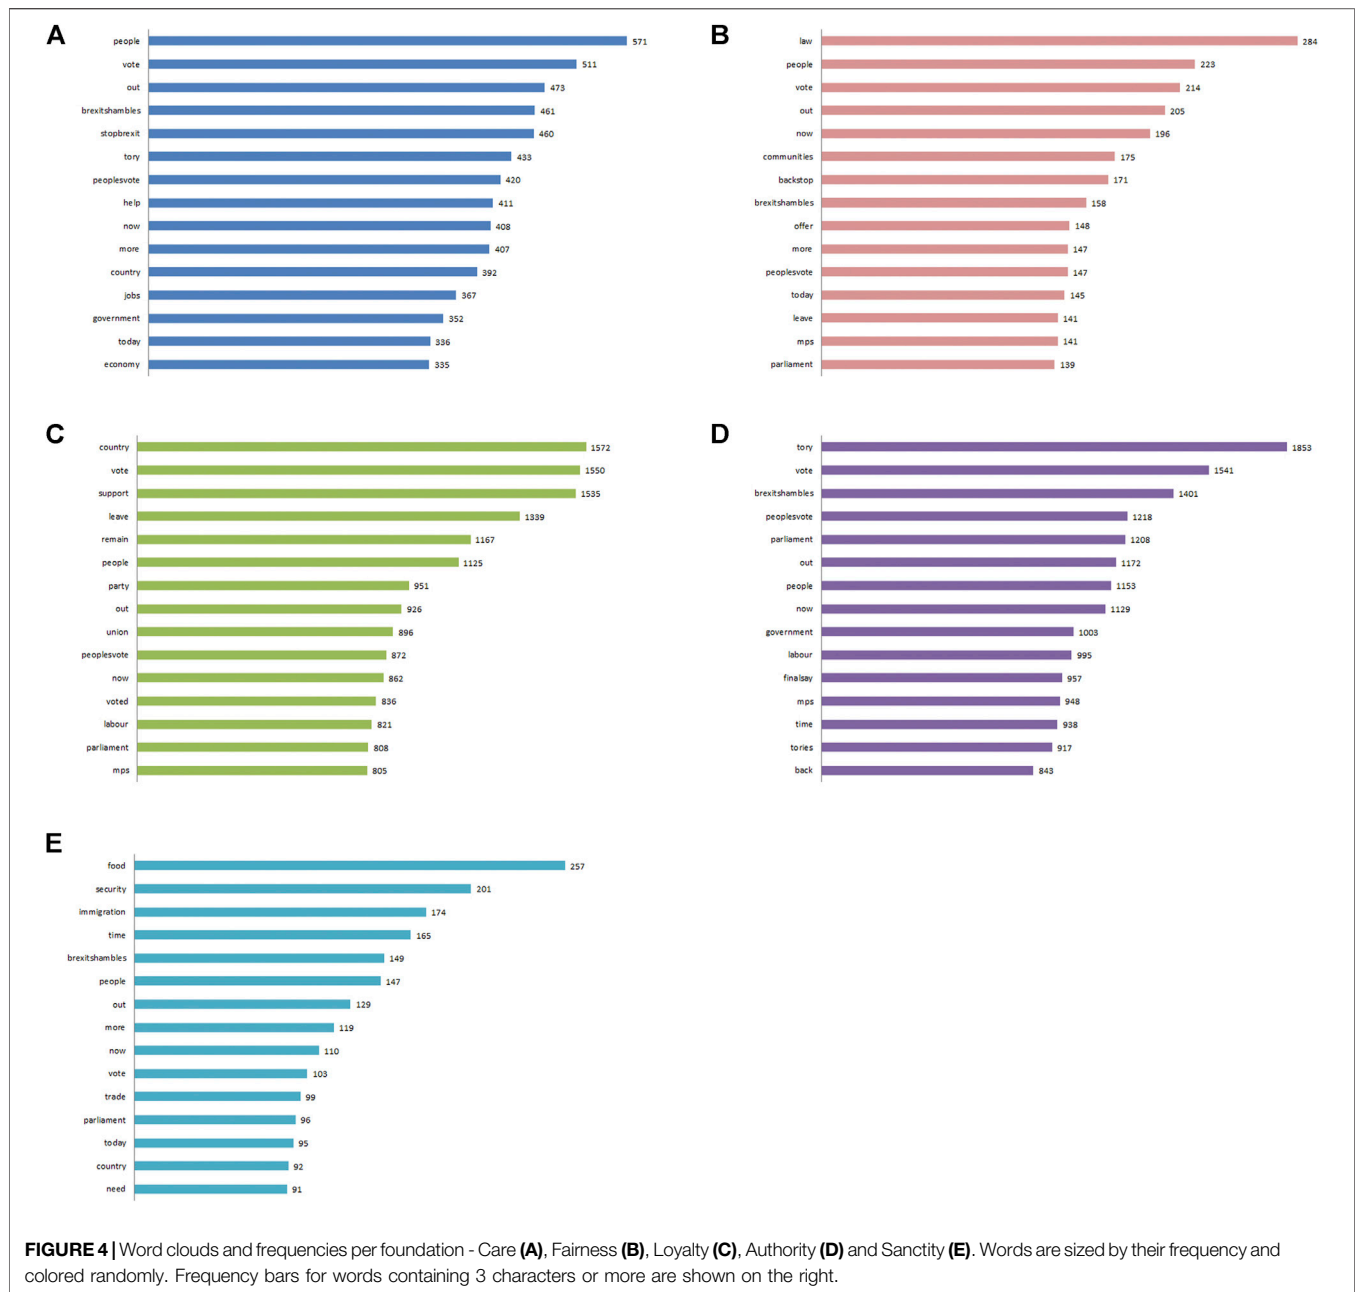 A
people 571
vote 511
out 473
brexitshambles 461
stopbrexit 460
tory 433
peoplesvote 420
help 411
now 408
more 407
country 392
jobs 367
government 352
today 336
economy 335
B
law 284
people 223
vote 214
out 205
now 196
communities 175
backstop 171
brexitshambles 158
offer 148
more 147
peoplesvote 147
today 145
leave 141
mps 141
parliament 139
C
country 1572
vote 1550
support 1535
leave 1339
remain 1167
people 1125
party 951
out 926
union 896
peoplesvote 872
now 862
voted 836
labour 821
parliament 808
mps 805
D
tory 1853
vote 1541
brexitshambles 1401
peoplesvote 1218
parliament 1208
out 1172
people 1153
now 1129
government 1003
labour 995
finalsay 957
mps 948
time 938
tories 917
back 843
E
food 257
security 201
immigration 174
time 165
brexitshambles 149
people 147
out 129
more 119
now 110
vote 103
trade 99
parliament 96
today 95
country 92
need 91
FIGURE 4 | Word clouds and frequencies per foundation - Care (A), Fairness (B), Loyalty (C), Authority (D) and Sanctity (E). Words are sized by their frequency and
colored randomly. Frequency bars for words containing 3 characters or more are shown on the right.